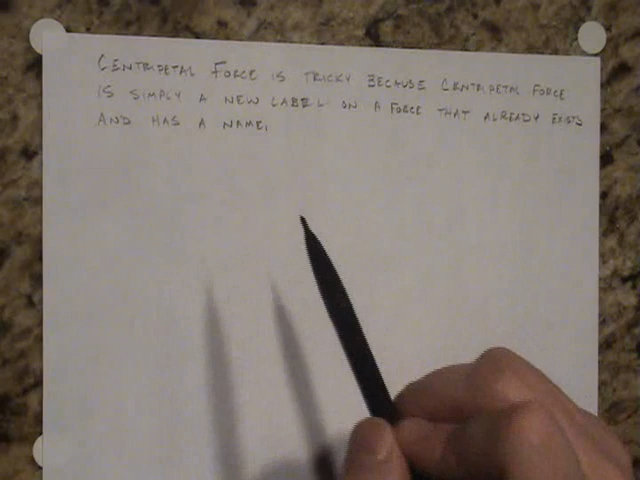 CENTRIPETAL FORCE IS TRICKY BECAUSE CENTRIPETAL FORCE
IS SIMPLY A NEW LABEL ON A FORCE THAT ALREADY EXISTS
AND HAS A NAME.